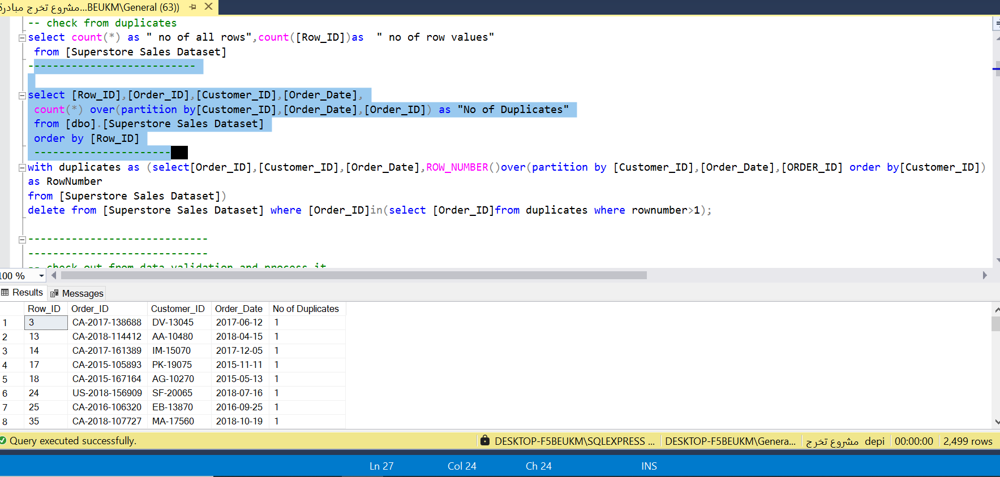 مشروع تخرج مبادرة...BEUKM\General (63))
-- check from duplicates
select count(*) as " no of all rows",count([Row_ID])as  " no of row values"
from [Superstore Sales Dataset]
---------------------------
select [Row_ID],[Order_ID],[Customer_ID],[Order_Date],
count(*) over(partition by[Customer_ID],[Order_Date],[Order_ID]) as "No of Duplicates"
from [dbo].[Superstore Sales Dataset]
order by [Row_ID]
----------------------
with duplicates as (select[Order_ID],[Customer_ID],[Order_Date],ROW_NUMBER()over(partition by [Customer_ID],[Order_Date],[ORDER_ID] order by[Customer_ID])
as RowNumber
from [Superstore Sales Dataset])
delete from [Superstore Sales Dataset] where [Order_ID]in(select [Order_ID]from duplicates where rownumber>1);
-----------------------------
-----------------------------
-- check out from data validation and process it
100 %
Results Messages
Row_ID Order_ID Customer_ID Order_Date No of Duplicates
1 3 CA-2017-138688 DV-13045 2017-06-12 1
2 13 CA-2018-114412 AA-10480 2018-04-15 1
3 14 CA-2017-161389 IM-15070 2017-12-05 1
4 17 CA-2015-105893 PK-19075 2015-11-11 1
5 18 CA-2015-167164 AG-10270 2015-05-13 1
6 24 US-2018-156909 SF-20065 2018-07-16 1
7 25 CA-2016-106320 EB-13870 2016-09-25 1
8 35 CA-2018-107727 MA-17560 2018-10-19 1
Query executed successfully. DESKTOP-F5BEUKM\SQLEXPRESS ... DESKTOP-F5BEUKM\Genera... مشروع تخرج depi 00:00:00 2,499 rows
Ln 27 Col 24 Ch 24 INS